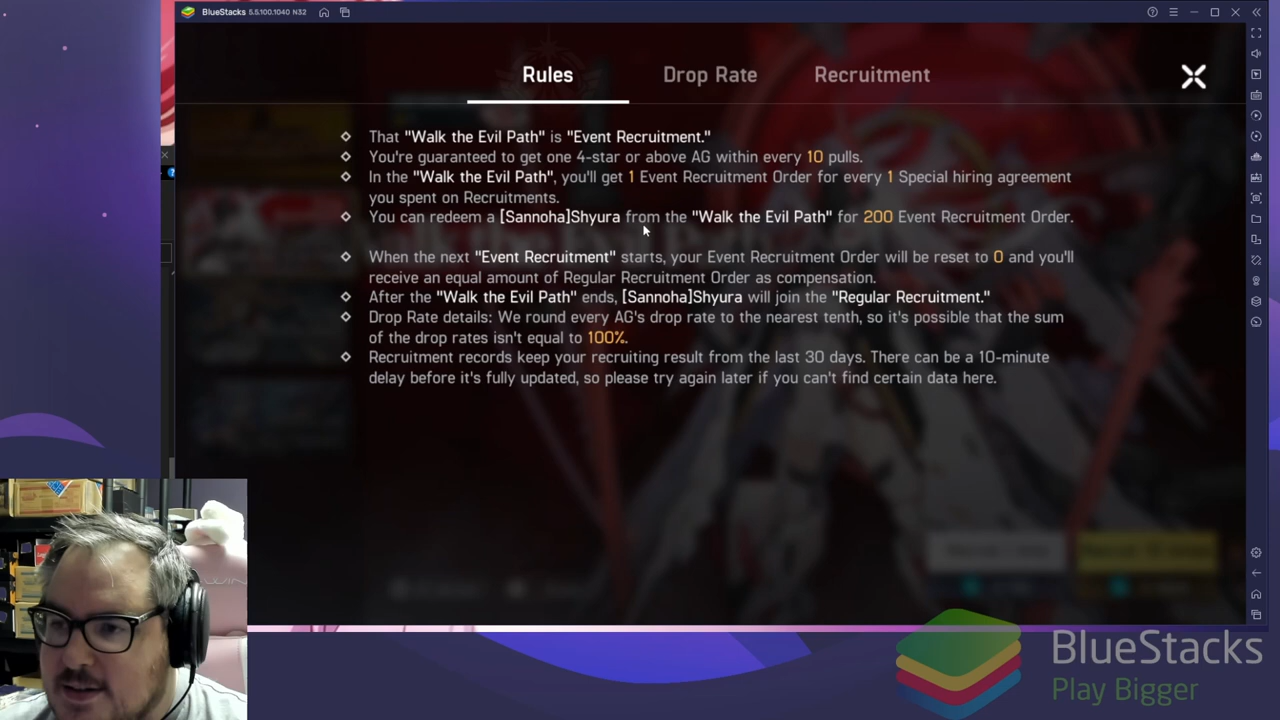 BlueStacks 5.5.100.1040 N32
Rules
Drop Rate
Recruitment
That "Walk the Evil Path" is "Event Recruitment."
You're guaranteed to get one 4-star or above AG within every 10 pulls.
In the "Walk the Evil Path", you'll get 1 Event Recruitment Order for every 1 Special hiring agreement
you spent on Recruitments.
You can redeem a [Sannoha]Shyura from the "Walk the Evil Path" for 200 Event Recruitment Order.
When the next "Event Recruitment" starts, your Event Recruitment Order will be reset to 0 and you'll
receive an equal amount of Regular Recruitment Order as compensation.
After the "Walk the Evil Path" ends, [Sannoha]Shyura will join the "Regular Recruitment."
Drop Rate details: We round every AG's drop rate to the nearest tenth, so it's possible that the sum
of the drop rates isn't equal to 100%.
Recruitment records keep your recruiting result from the last 30 days. There can be a 10-minute
delay before it's fully updated, so please try again later if you can't find certain data here.
BlueStacks
Play Bigger